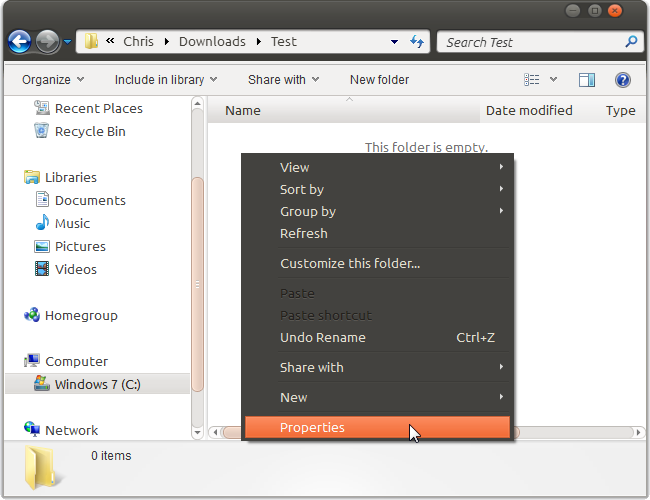 « Chris Downloads Test Search Test
Organize Include in library Share with New folder
Recent Places
Recycle Bin
Libraries
Documents
Music
Pictures
Videos
Homegroup
Computer
Windows 7 (C:)
Network
Name Date modified Type
This folder is empty.
View
Sort by
Group by
Refresh
Customize this folder...
Paste
Paste shortcut
Undo Rename Ctrl+Z
Share with
New
Properties
0 items